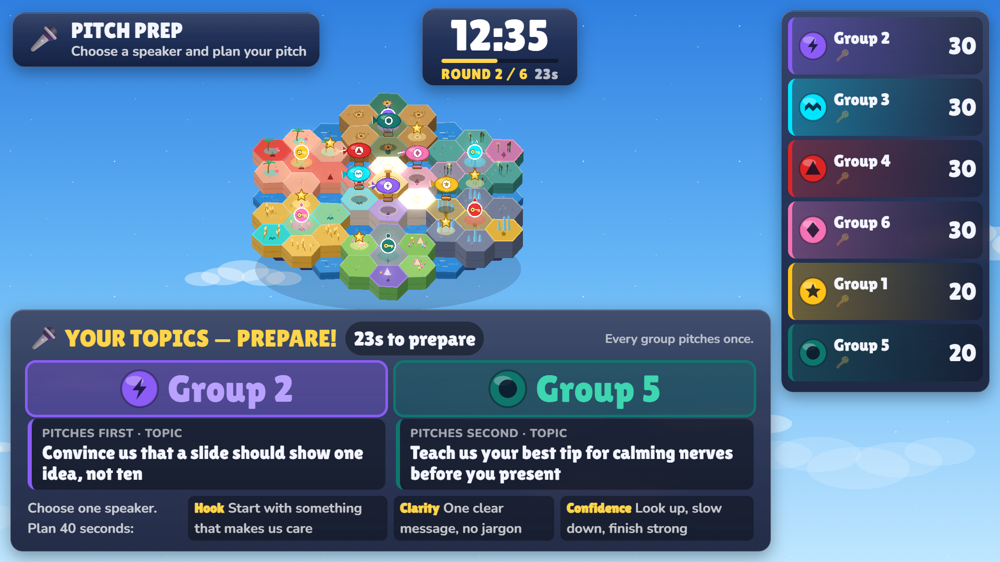 PITCH PREP
Choose a speaker and plan your pitch
12:35
ROUND 2 / 6 23s
Group 2
30
Group 3
30
Group 4
30
Group 6
30
Group 1
20
Group 5
20
YOUR TOPICS — PREPARE!
23s to prepare
Every group pitches once.
Group 2
PITCHES FIRST · TOPIC
Convince us that a slide should show one
idea, not ten
Group 5
PITCHES SECOND · TOPIC
Teach us your best tip for calming nerves
before you present
Choose one speaker.
Plan 40 seconds:
Hook Start with something
that makes us care
Clarity One clear
message, no jargon
Confidence Look up, slow
down, finish strong